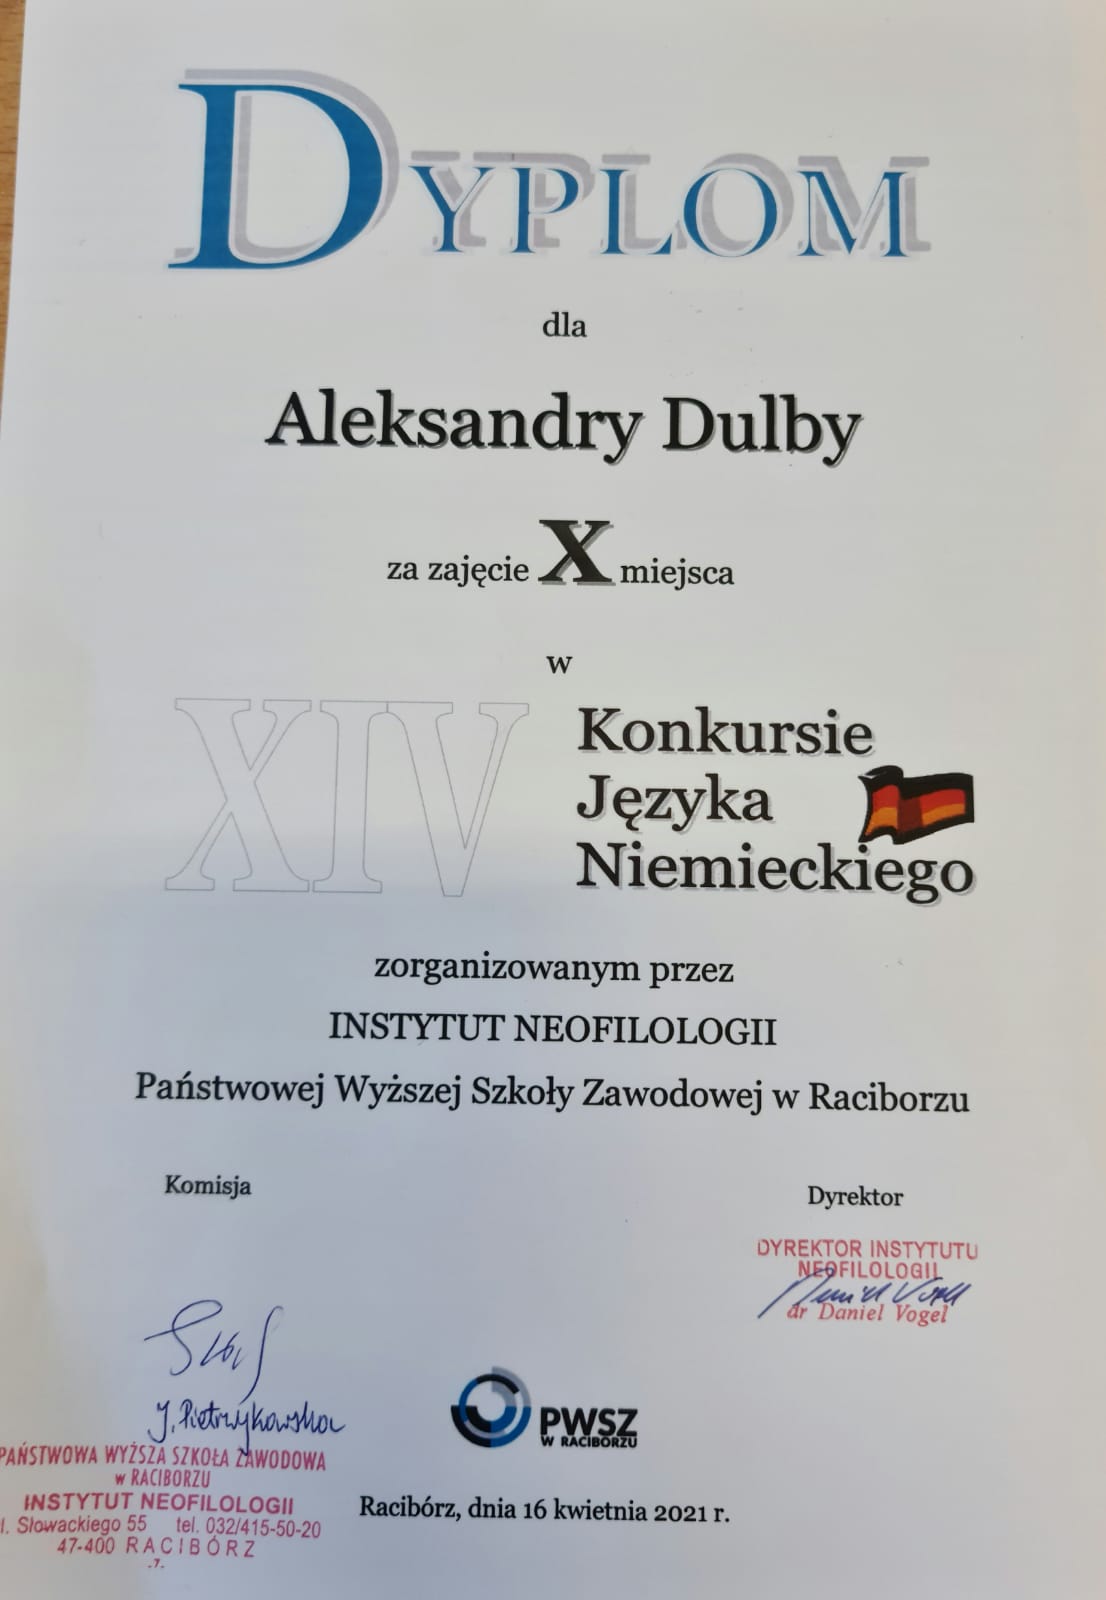 DYPLOM
dla
Aleksandry Dulby
za zajęcie X miejsca
w
XIV
Konkursie
Języka
Niemieckiego
zorganizowanym przez
INSTYTUT NEOFILOLOGII
Państwowej Wyższej Szkoły Zawodowej w Raciborzu
Komisja
Dyrektor
DYREKTOR INSTYTUTU
NEOFILOLOGII
dr Daniel Vogel
J. Pietrzykowska
PAŃSTWOWA WYŻSZA SZKOŁA ZAWODOWA
w RACIBORZU
INSTYTUT NEOFILOLOGII
l. Słowackiego 55 tel. 032/415-50-20
47-400 RACIBÓRZ
-7-
PWSZ
W RACIBORZU
Racibórz, dnia 16 kwietnia 2021 r.